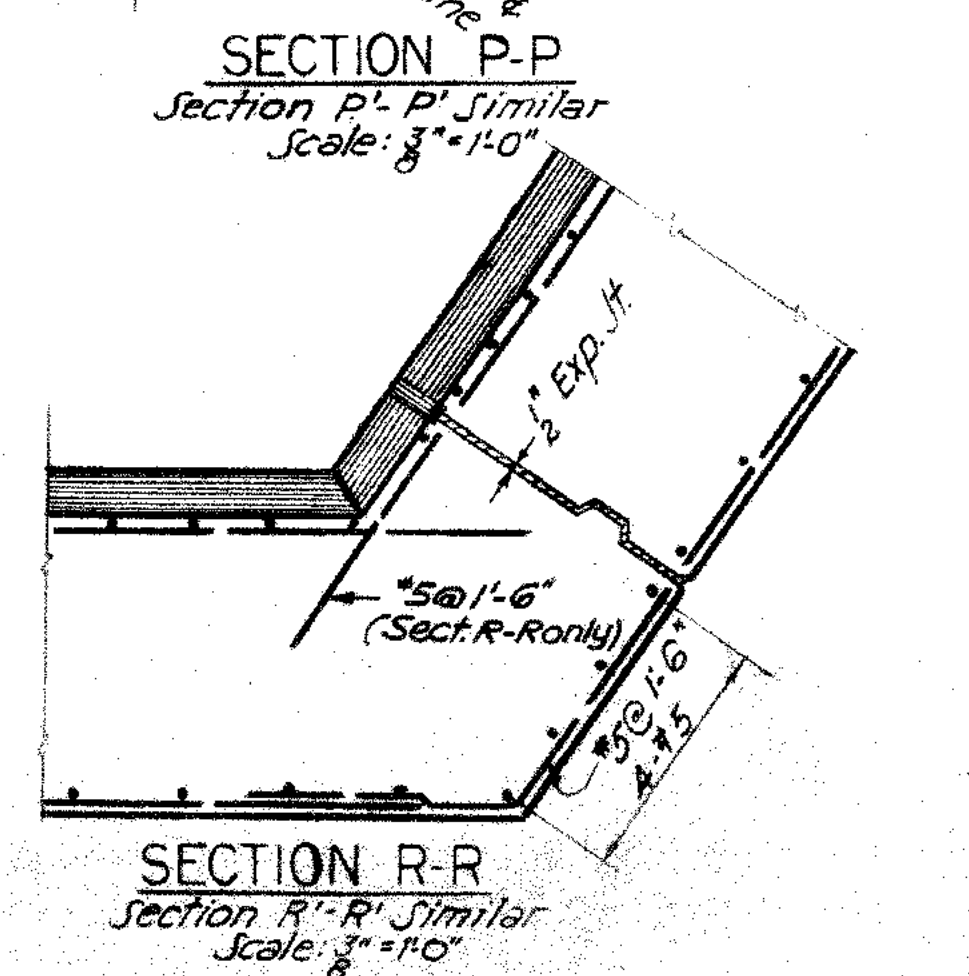 SECTION P-P
Section P'-P' Similar
Scale: 3/8" = 1'-0"
1/2" Exp. Jt.
#5@1'-6"
(Sect. R-R only)
#5@1'-6"
4-#5
SECTION R-R
Section R'-R' Similar
Scale: 3/8" = 1'-0"